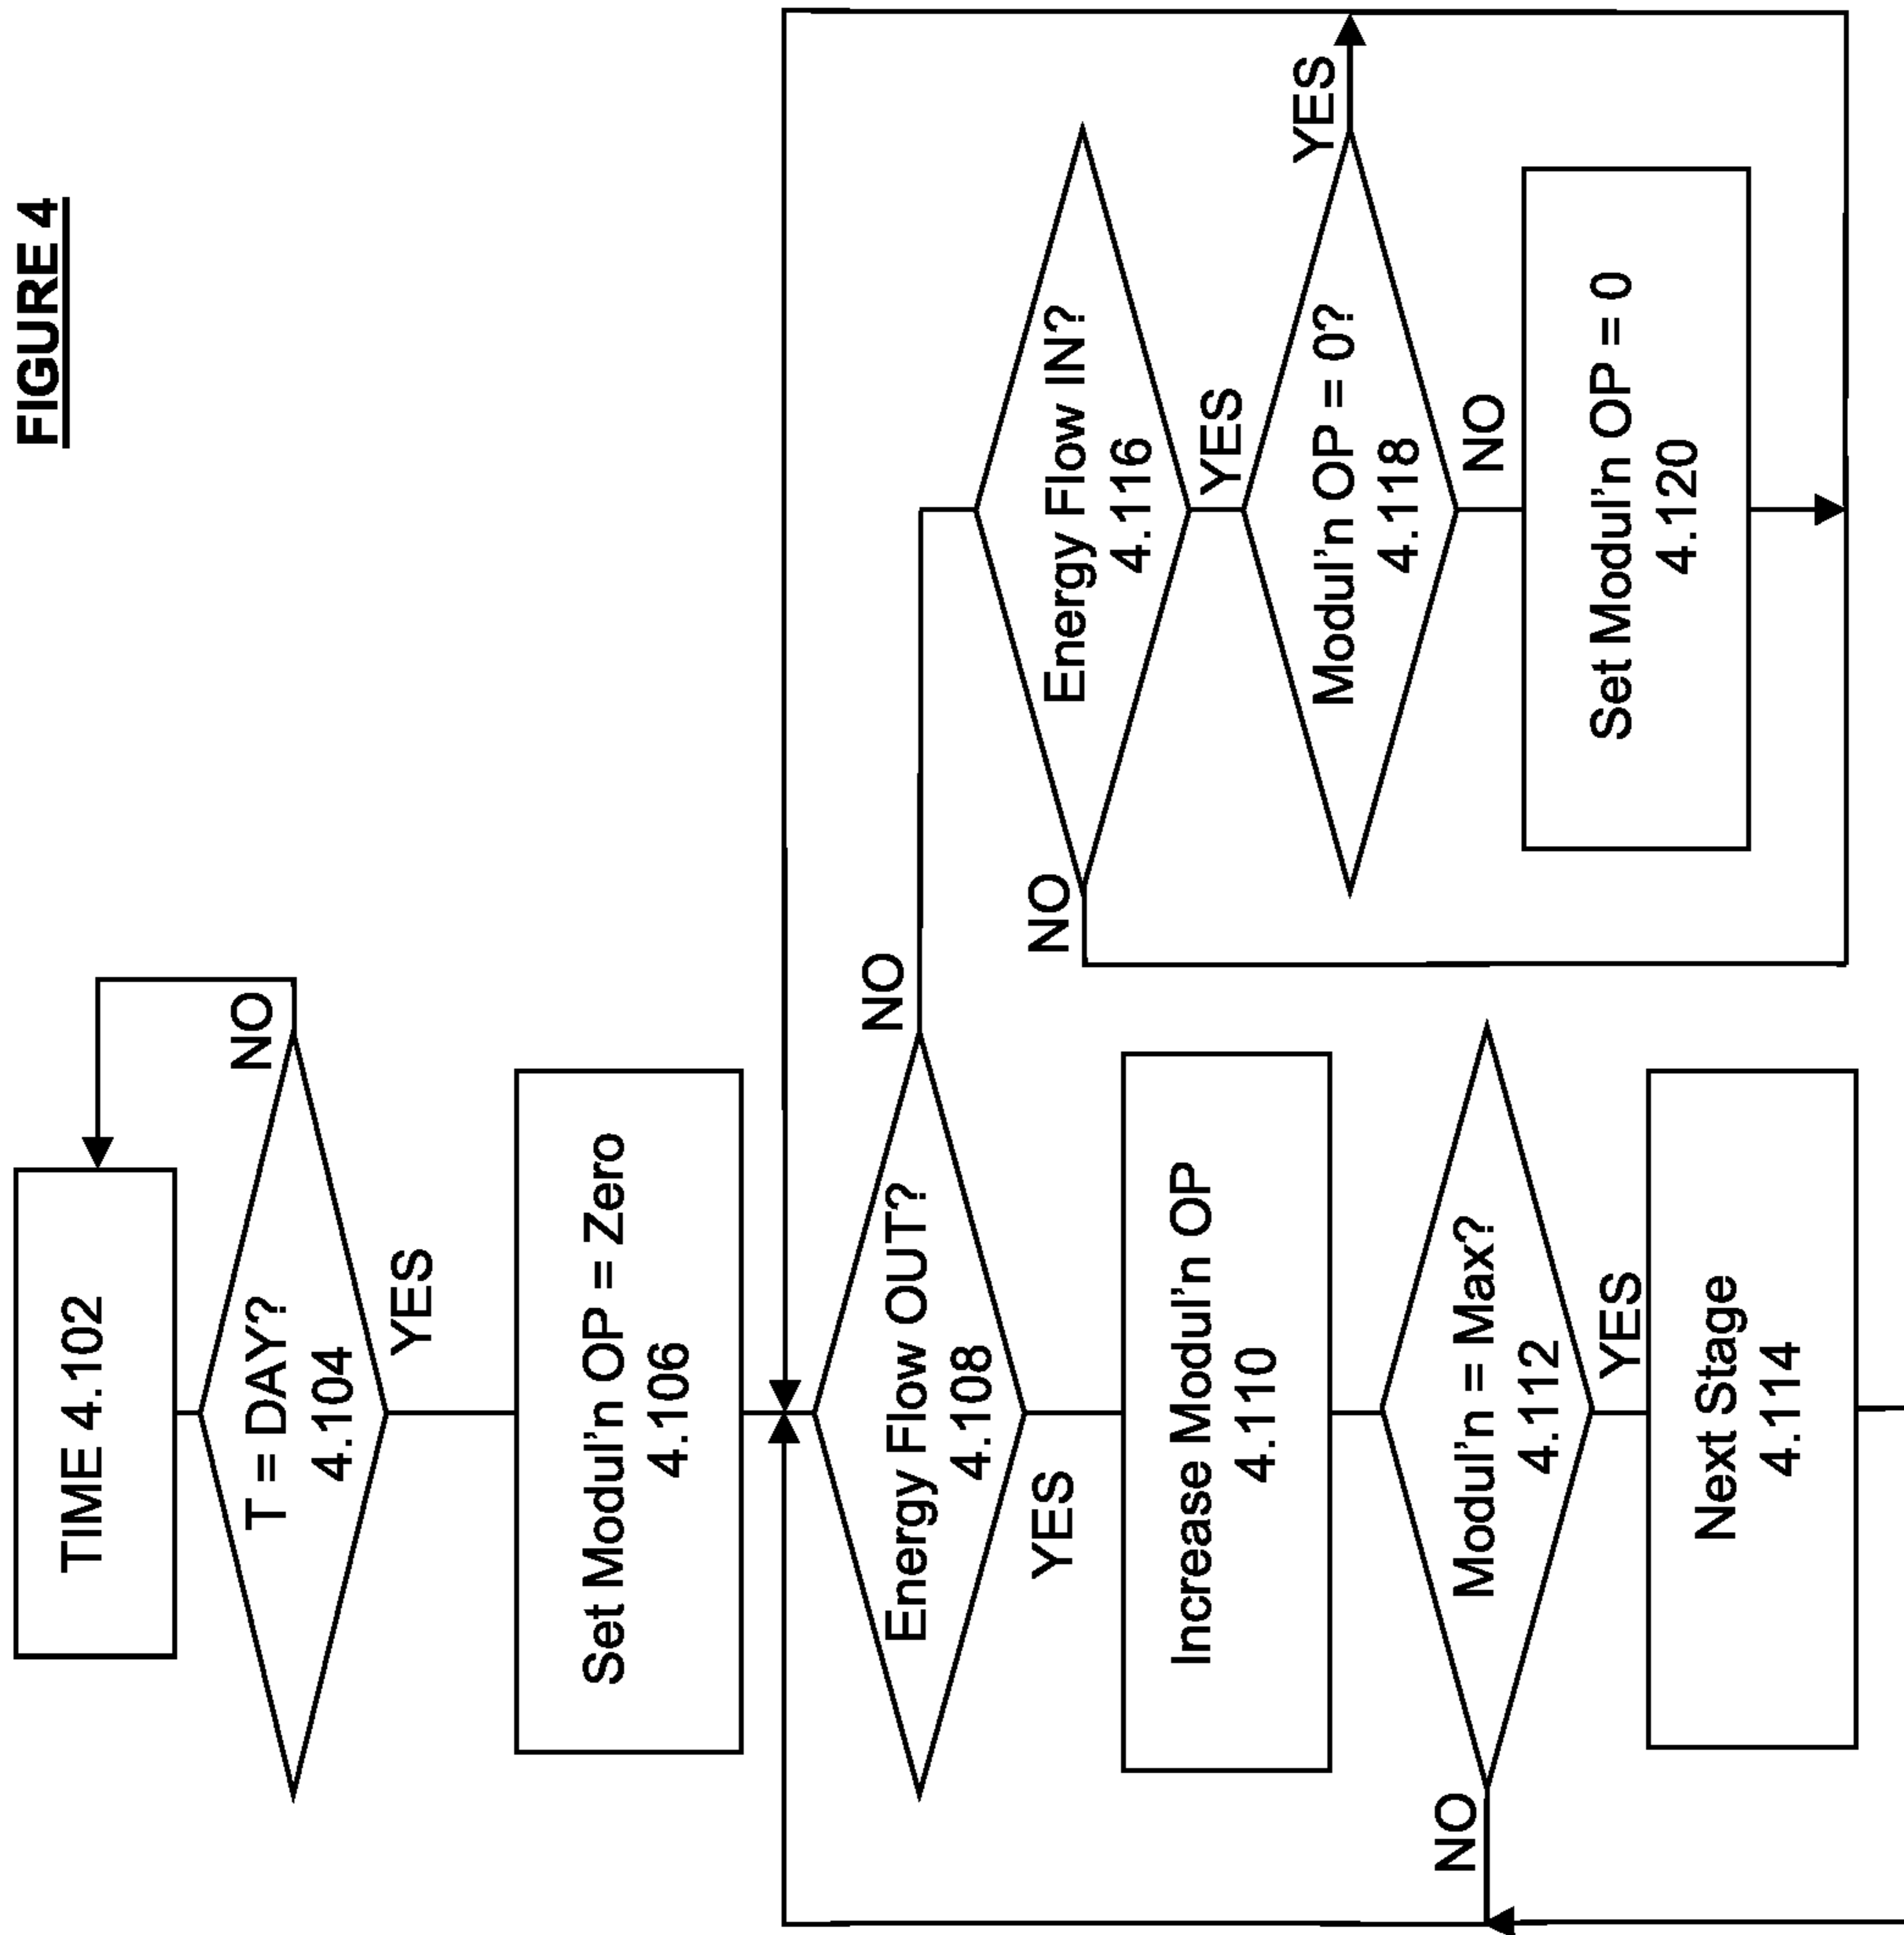 FIGURE 4
TIME 4.102
T = DAY?
4.104
NO
YES
Set Modul'n OP = Zero
4.106
Energy Flow OUT?
4.108
NO
YES
Increase Modul'n OP
4.110
Modul'n = Max?
4.112
NO
YES
Next Stage
4.114
Energy Flow IN?
4.116
NO
YES
Modul'n OP = 0?
4.118
YES
NO
Set Modul'n OP = 0
4.120